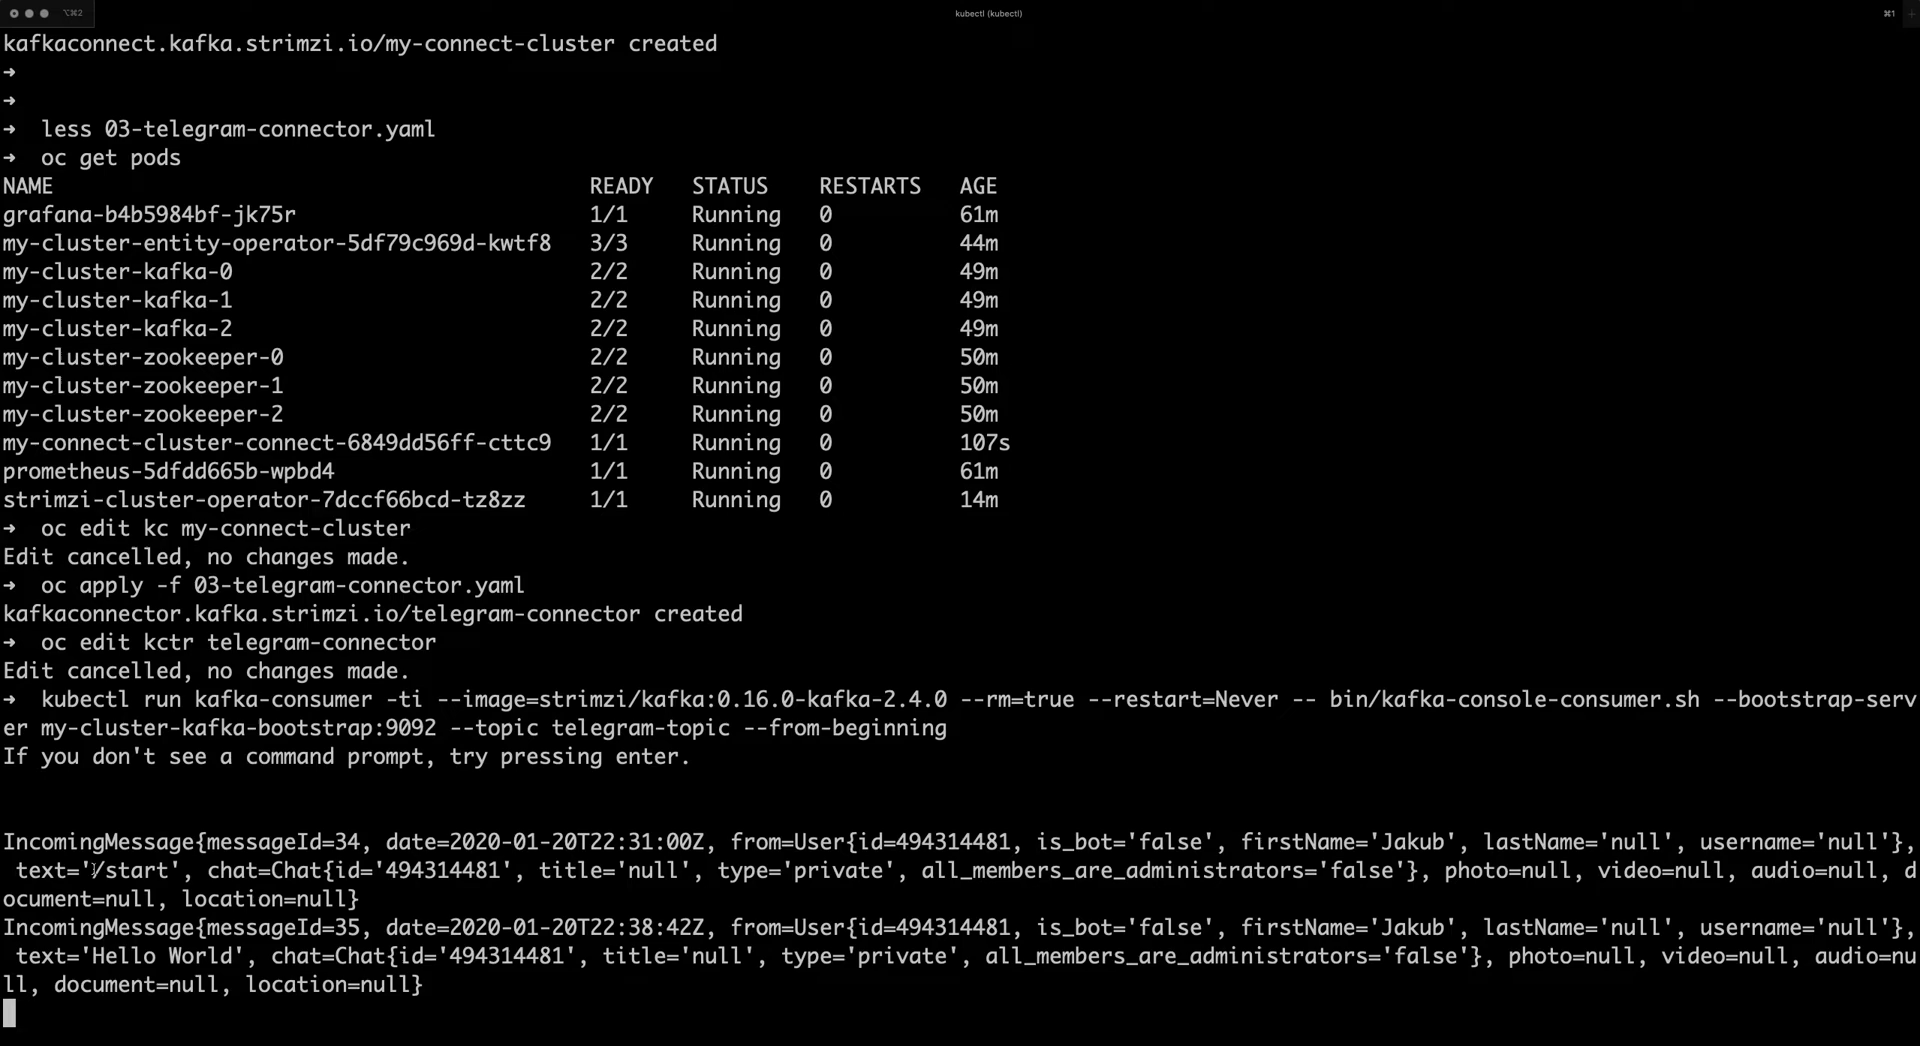 ⌥⌘2 kubectl (kubectl) ⌘1 +
kafkaconnect.kafka.strimzi.io/my-connect-cluster created
➜
➜
➜  less 03-telegram-connector.yaml
➜  oc get pods
NAME READY STATUS RESTARTS AGE
grafana-b4b5984bf-jk75r 1/1 Running 0 61m
my-cluster-entity-operator-5df79c969d-kwtf8 3/3 Running 0 44m
my-cluster-kafka-0 2/2 Running 0 49m
my-cluster-kafka-1 2/2 Running 0 49m
my-cluster-kafka-2 2/2 Running 0 49m
my-cluster-zookeeper-0 2/2 Running 0 50m
my-cluster-zookeeper-1 2/2 Running 0 50m
my-cluster-zookeeper-2 2/2 Running 0 50m
my-connect-cluster-connect-6849dd56ff-cttc9 1/1 Running 0 107s
prometheus-5dfdd665b-wpbd4 1/1 Running 0 61m
strimzi-cluster-operator-7dccf66bcd-tz8zz 1/1 Running 0 14m
➜  oc edit kc my-connect-cluster
Edit cancelled, no changes made.
➜  oc apply -f 03-telegram-connector.yaml
kafkaconnector.kafka.strimzi.io/telegram-connector created
➜  oc edit kctr telegram-connector
Edit cancelled, no changes made.
➜  kubectl run kafka-consumer -ti --image=strimzi/kafka:0.16.0-kafka-2.4.0 --rm=true --restart=Never -- bin/kafka-console-consumer.sh --bootstrap-serv
er my-cluster-kafka-bootstrap:9092 --topic telegram-topic --from-beginning
If you don't see a command prompt, try pressing enter.
IncomingMessage{messageId=34, date=2020-01-20T22:31:00Z, from=User{id=494314481, is_bot='false', firstName='Jakub', lastName='null', username='null'},
text='/start', chat=Chat{id='494314481', title='null', type='private', all_members_are_administrators='false'}, photo=null, video=null, audio=null, d
ocument=null, location=null}
IncomingMessage{messageId=35, date=2020-01-20T22:38:42Z, from=User{id=494314481, is_bot='false', firstName='Jakub', lastName='null', username='null'},
text='Hello World', chat=Chat{id='494314481', title='null', type='private', all_members_are_administrators='false'}, photo=null, video=null, audio=nu
ll, document=null, location=null}